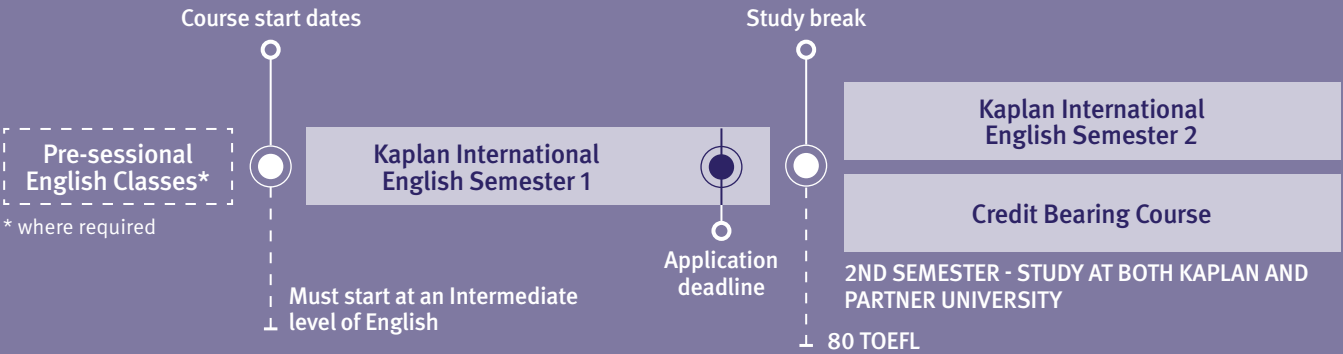 Course start dates
Study break
Pre-sessional
English Classes*
* where required
Kaplan International
English Semester 1
Kaplan International
English Semester 2
Credit Bearing Course
Application
deadline
2ND SEMESTER - STUDY AT BOTH KAPLAN AND
PARTNER UNIVERSITY
Must start at an Intermediate
level of English
80 TOEFL